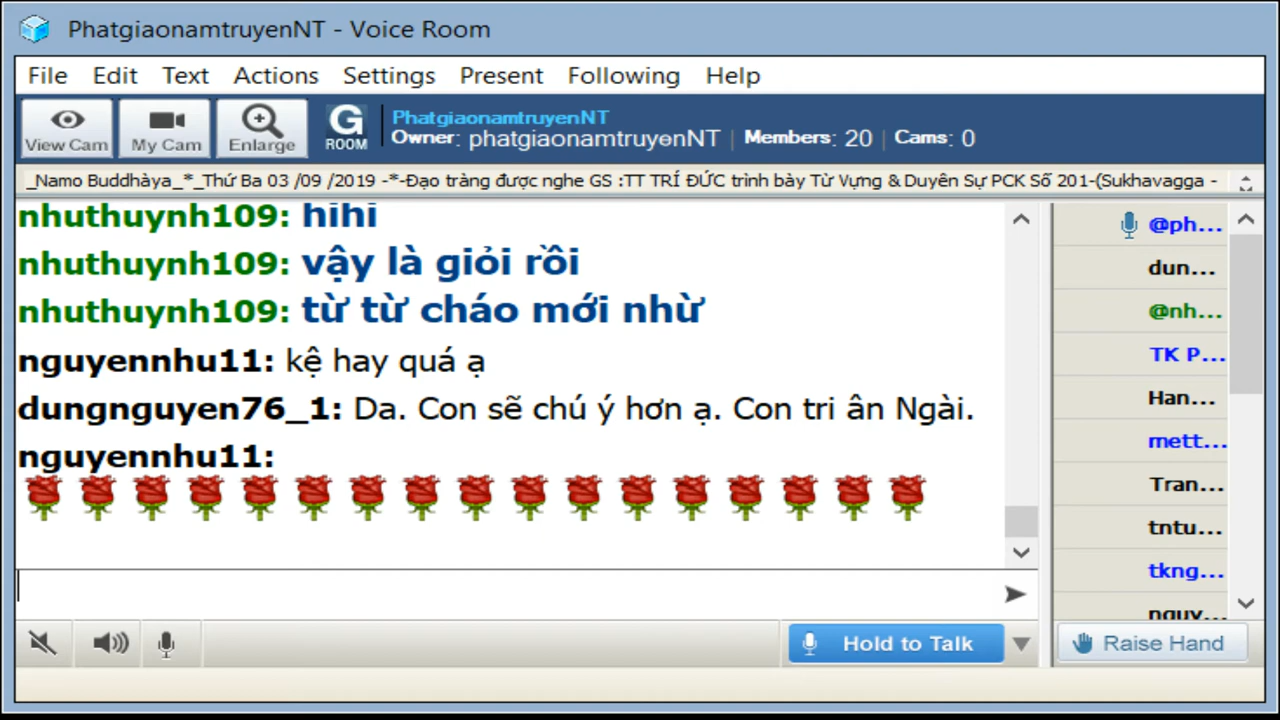 PhatgiaonamtruyenNT - Voice Room
File Edit Text Actions Settings Present Following Help
View Cam My Cam Enlarge G ROOM
PhatgiaonamtruyenNT
Owner: phatgiaonamtruyenNT | Members: 20 | Cams: 0
_Namo Buddhàya_*_Thứ Ba 03 /09 /2019 -*-Đạo tràng được nghe GS :TT TRÍ ĐỨC trình bày Từ Vựng & Duyên Sự PCK Số 201-(Sukhavagga -
nhuthuynh109: hihi
nhuthuynh109: vậy là giỏi rồi
nhuthuynh109: từ từ cháo mới nhừ
nguyennhu11: kệ hay quá ạ
dungnguyen76_1: Da. Con sẽ chú ý hơn ạ. Con tri ân Ngài.
nguyennhu11:
@ph...
dun...
@nh...
TK P...
Han...
mett...
Tran...
tntu...
tkng...
nguy...
Hold to Talk
Raise Hand